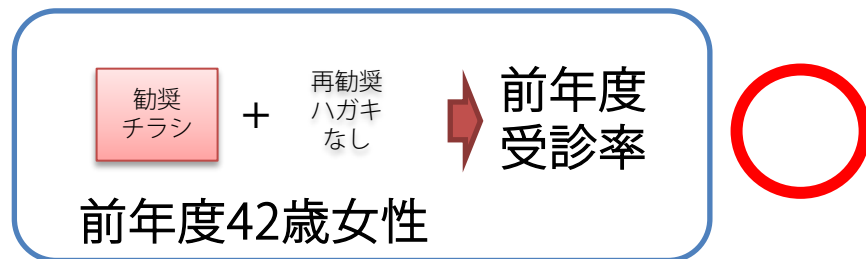 勧奨
チラシ
+
再勧奨
ハガキ
なし
前年度
受診率
前年度42歳女性